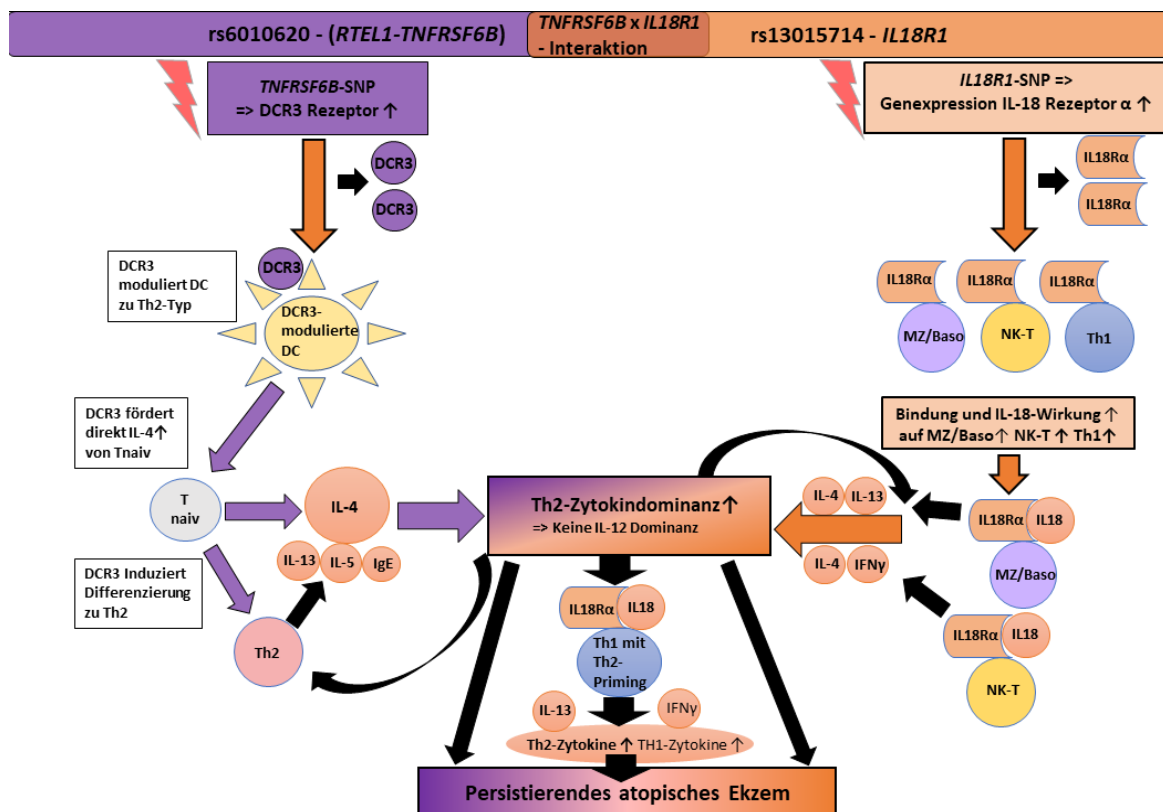 rs6010620 - (RTEL1-TNFRSF6B)
TNFRSF6B x IL18R1
- Interaktion
rs13015714 - IL18R1
TNFRSF6B-SNP
=> DCR3 Rezeptor ↑
IL18R1-SNP =>
Genexpression IL-18 Rezeptor α ↑
DCR3
DCR3
IL18Rα
IL18Rα
DCR3
moduliert DC
zu Th2-Typ
DCR3
DCR3-
modulierte
DC
IL18Rα
IL18Rα
IL18Rα
MZ/Baso
NK-T
Th1
DCR3 fördert
direkt IL-4↑
von Tnaiv
Bindung und IL-18-Wirkung ↑
auf MZ/Baso↑ NK-T ↑ Th1↑
T
naiv
IL-4
IL-13
IL-5
IgE
Th2-Zytokindominanz↑
=> Keine IL-12 Dominanz
IL-4
IL-13
IL-4
IFNγ
IL18Rα
IL18
MZ/Baso
DCR3 Induziert
Differenzierung
zu Th2
Th2
IL18Rα
IL18
Th1 mit
Th2-
Priming
IL18Rα
IL18
NK-T
IL-13
IFNγ
Th2-Zytokine ↑ TH1-Zytokine ↑
Persistierendes atopisches Ekzem